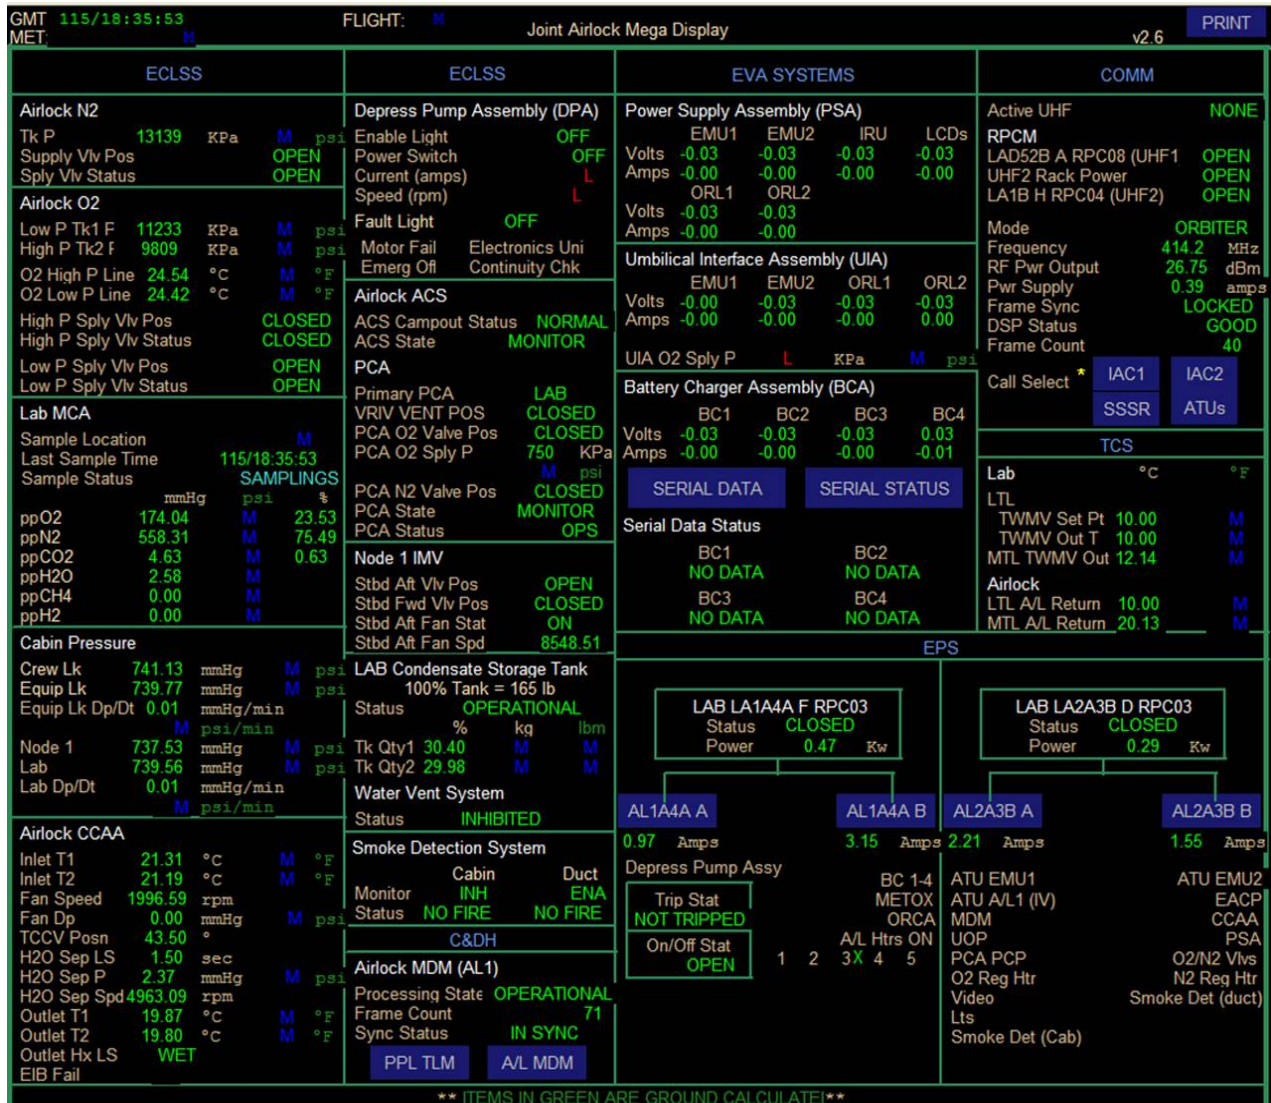 GMT 115/18:35:53 FLIGHT: M
MET: M
Joint Airlock Mega Display
v2.6 PRINT
ECLSS
Airlock N2
Tk P 13139 KPa M psi
Supply Vlv Pos OPEN
Sply Vlv Status OPEN
Airlock O2
Low P Tk1 F 11233 KPa M psi
High P Tk2 F 9809 KPa M psi
O2 High P Line 24.54 °C M °F
O2 Low P Line 24.42 °C M °F
High P Sply Vlv Pos CLOSED
High P Sply Vlv Status CLOSED
Low P Sply Vlv Pos OPEN
Low P Sply Vlv Status OPEN
Lab MCA
Sample Location M
Last Sample Time 115/18:35:53
Sample Status SAMPLINGS
mmHg psi %
ppO2 174.04 M 23.53
ppN2 558.31 M 75.49
ppCO2 4.63 M 0.63
ppH2O 2.58 M
ppCH4 0.00 M
ppH2 0.00 M
Cabin Pressure
Crew Lk 741.13 mmHg M psi
Equip Lk 739.77 mmHg M psi
Equip Lk Dp/Dt 0.01 mmHg/min
M psi/min
Node 1 737.53 mmHg M psi
Lab 739.56 mmHg M psi
Lab Dp/Dt 0.01 mmHg/min
M psi/min
Airlock CCAA
Inlet T1 21.31 °C M °F
Inlet T2 21.19 °C M °F
Fan Speed 1996.59 rpm
Fan Dp 0.00 mmHg M psi
TCCV Posn 43.50 °
H2O Sep LS 1.50 sec
H2O Sep P 2.37 mmHg M psi
H2O Sep Spd 4963.09 rpm
Outlet T1 19.87 °C M °F
Outlet T2 19.80 °C M °F
Outlet Hx LS WET
EIB Fail
ECLSS
Depress Pump Assembly (DPA)
Enable Light OFF
Power Switch OFF
Current (amps) L
Speed (rpm) L
Fault Light OFF
Motor Fail Electronics Uni
Emerg Ofl Continuity Chk
Airlock ACS
ACS Campout Status NORMAL
ACS State MONITOR
PCA
Primary PCA LAB
VRIV VENT POS CLOSED
PCA O2 Valve Pos CLOSED
PCA O2 Sply P 750 KPa
M psi
PCA N2 Valve Pos CLOSED
PCA State MONITOR
PCA Status OPS
Node 1 IMV
Stbd Aft Vlv Pos OPEN
Stbd Fwd Vlv Pos CLOSED
Stbd Aft Fan Stat ON
Stbd Aft Fan Spd 8548.51
LAB Condensate Storage Tank
100% Tank = 165 lb
Status OPERATIONAL
% kg lbm
Tk Qty1 30.40 M M
Tk Qty2 29.98 M M
Water Vent System
Status INHIBITED
Smoke Detection System
Cabin Duct
Monitor INH ENA
Status NO FIRE NO FIRE
C&DH
Airlock MDM (AL1)
Processing State OPERATIONAL
Frame Count 71
Sync Status IN SYNC
PPL TLM A/L MDM
EVA SYSTEMS
Power Supply Assembly (PSA)
EMU1 EMU2 IRU LCDs
Volts -0.03 -0.03 -0.03 -0.03
Amps -0.00 -0.00 -0.00 -0.00
ORL1 ORL2
Volts -0.03 -0.03
Amps -0.00 -0.00
Umbilical Interface Assembly (UIA)
EMU1 EMU2 ORL1 ORL2
Volts -0.00 -0.00 -0.03 -0.03
Amps -0.00 -0.00 -0.00 0.00
UIA O2 Sply P L KPa M psi
Battery Charger Assembly (BCA)
BC1 BC2 BC3 BC4
Volts -0.03 -0.03 -0.03 0.03
Amps -0.00 -0.00 -0.00 -0.01
SERIAL DATA SERIAL STATUS
Serial Data Status
BC1 BC2
NO DATA NO DATA
BC3 BC4
NO DATA NO DATA
COMM
Active UHF NONE
RPCM
LAD52B A RPC08 (UHF1 OPEN
UHF2 Rack Power OPEN
LA1B H RPC04 (UHF2) OPEN
Mode ORBITER
Frequency 414.2 MHz
RF Pwr Output 26.75 dBm
Pwr Supply 0.39 amps
Frame Sync LOCKED
DSP Status GOOD
Frame Count 40
Call Select * IAC1 IAC2
SSSR ATUs
TCS
Lab °C °F
LTL
TWMV Set Pt 10.00 M
TWMV Out T 10.00 M
MTL TWMV Out 12.14 M
Airlock
LTL A/L Return 10.00 M
MTL A/L Return 20.13 M
EPS
LAB LA1A4A F RPC03
Status CLOSED
Power 0.47 Kw
AL1A4A A AL1A4A B
0.97 Amps 3.15 Amps
Depress Pump Assy
Trip Stat
NOT TRIPPED
On/Off Stat
OPEN
BC 1-4
METOX
ORCA
A/L Htrs ON
1 2 3X 4 5
LAB LA2A3B D RPC03
Status CLOSED
Power 0.29 Kw
AL2A3B A AL2A3B B
2.21 Amps 1.55 Amps
ATU EMU1 ATU EMU2
ATU A/L1 (IV) EACP
MDM CCAA
UOP PSA
PCA PCP O2/N2 Vlvs
O2 Reg Htr N2 Reg Htr
Video Smoke Det (duct)
Lts
Smoke Det (Cab)
** ITEMS IN GREEN ARE GROUND CALCULATEI**